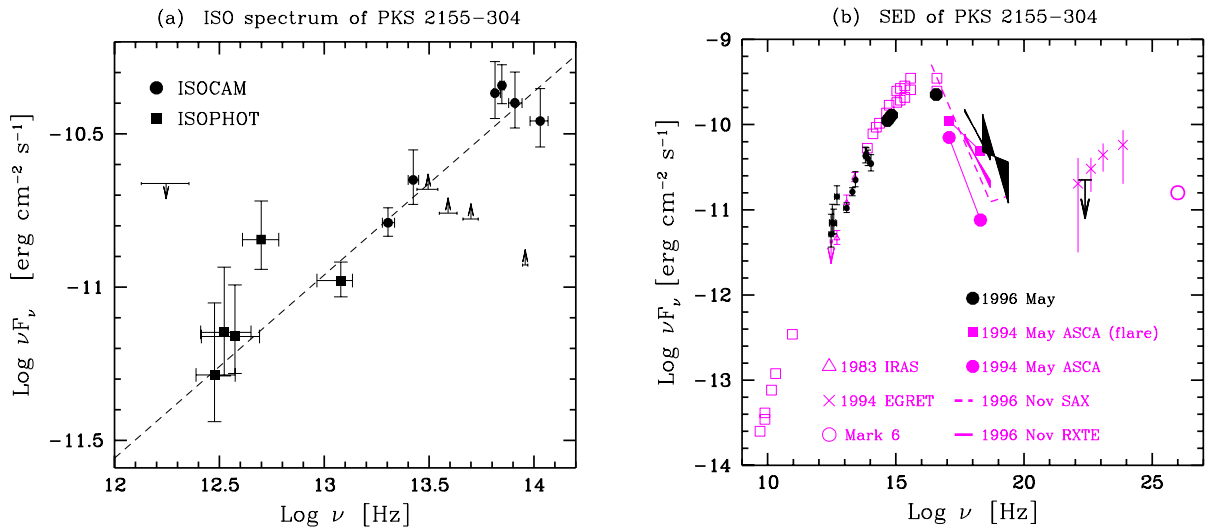 (a) ISO spectrum of PKS 2155−304
ISOCAM
ISOPHOT
−10.5
−11
−11.5
12
12.5
13
13.5
14
Log ν [Hz]
Log νFν [erg cm−2 s−1]
(b) SED of PKS 2155−304
−9
−10
−11
−12
−13
−14
10
15
20
25
Log ν [Hz]
Log νFν [erg cm−2 s−1]
1996 May
1994 May ASCA (flare)
1983 IRAS
1994 May ASCA
1994 EGRET
1996 Nov SAX
Mark 6
1996 Nov RXTE